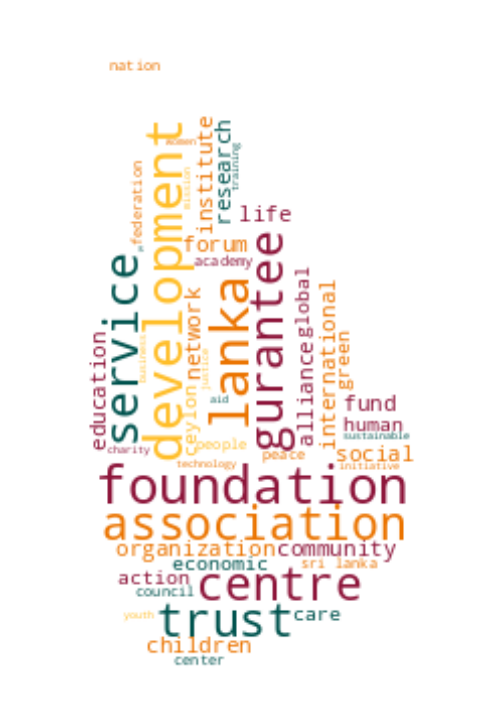 nation
women
development
institute
research
training
federation
mission
life
forum
academy
service
lanka
gurantee
global
international
network
education
business
justice
ceylon
alliance
green
aid
fund
human
sustainable
charity
people
peace
social
technology
initiative
foundation
association
organization community
economic
sri lanka
action
centre
council
youth
trust
care
children
center